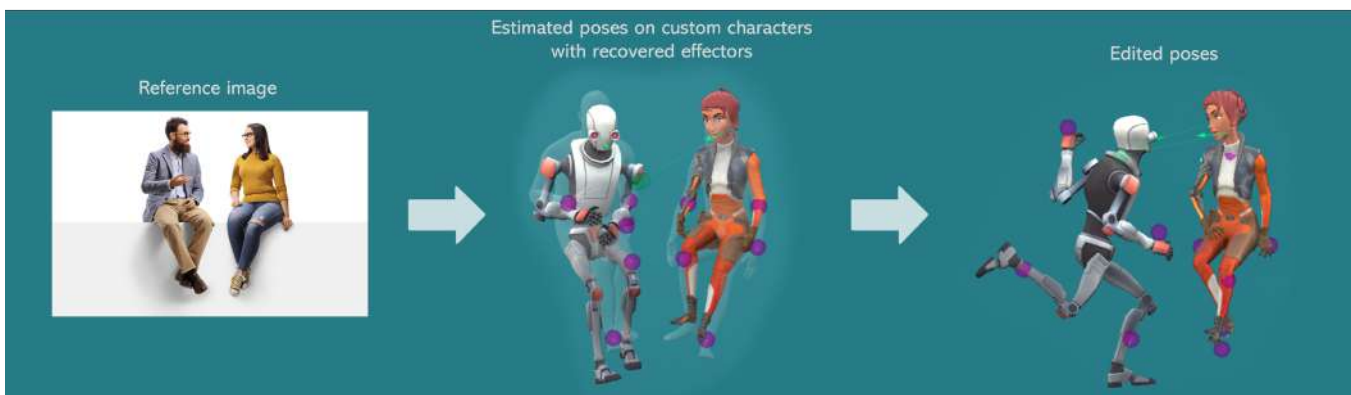 Reference image
Estimated poses on custom characters
with recovered effectors
Edited poses